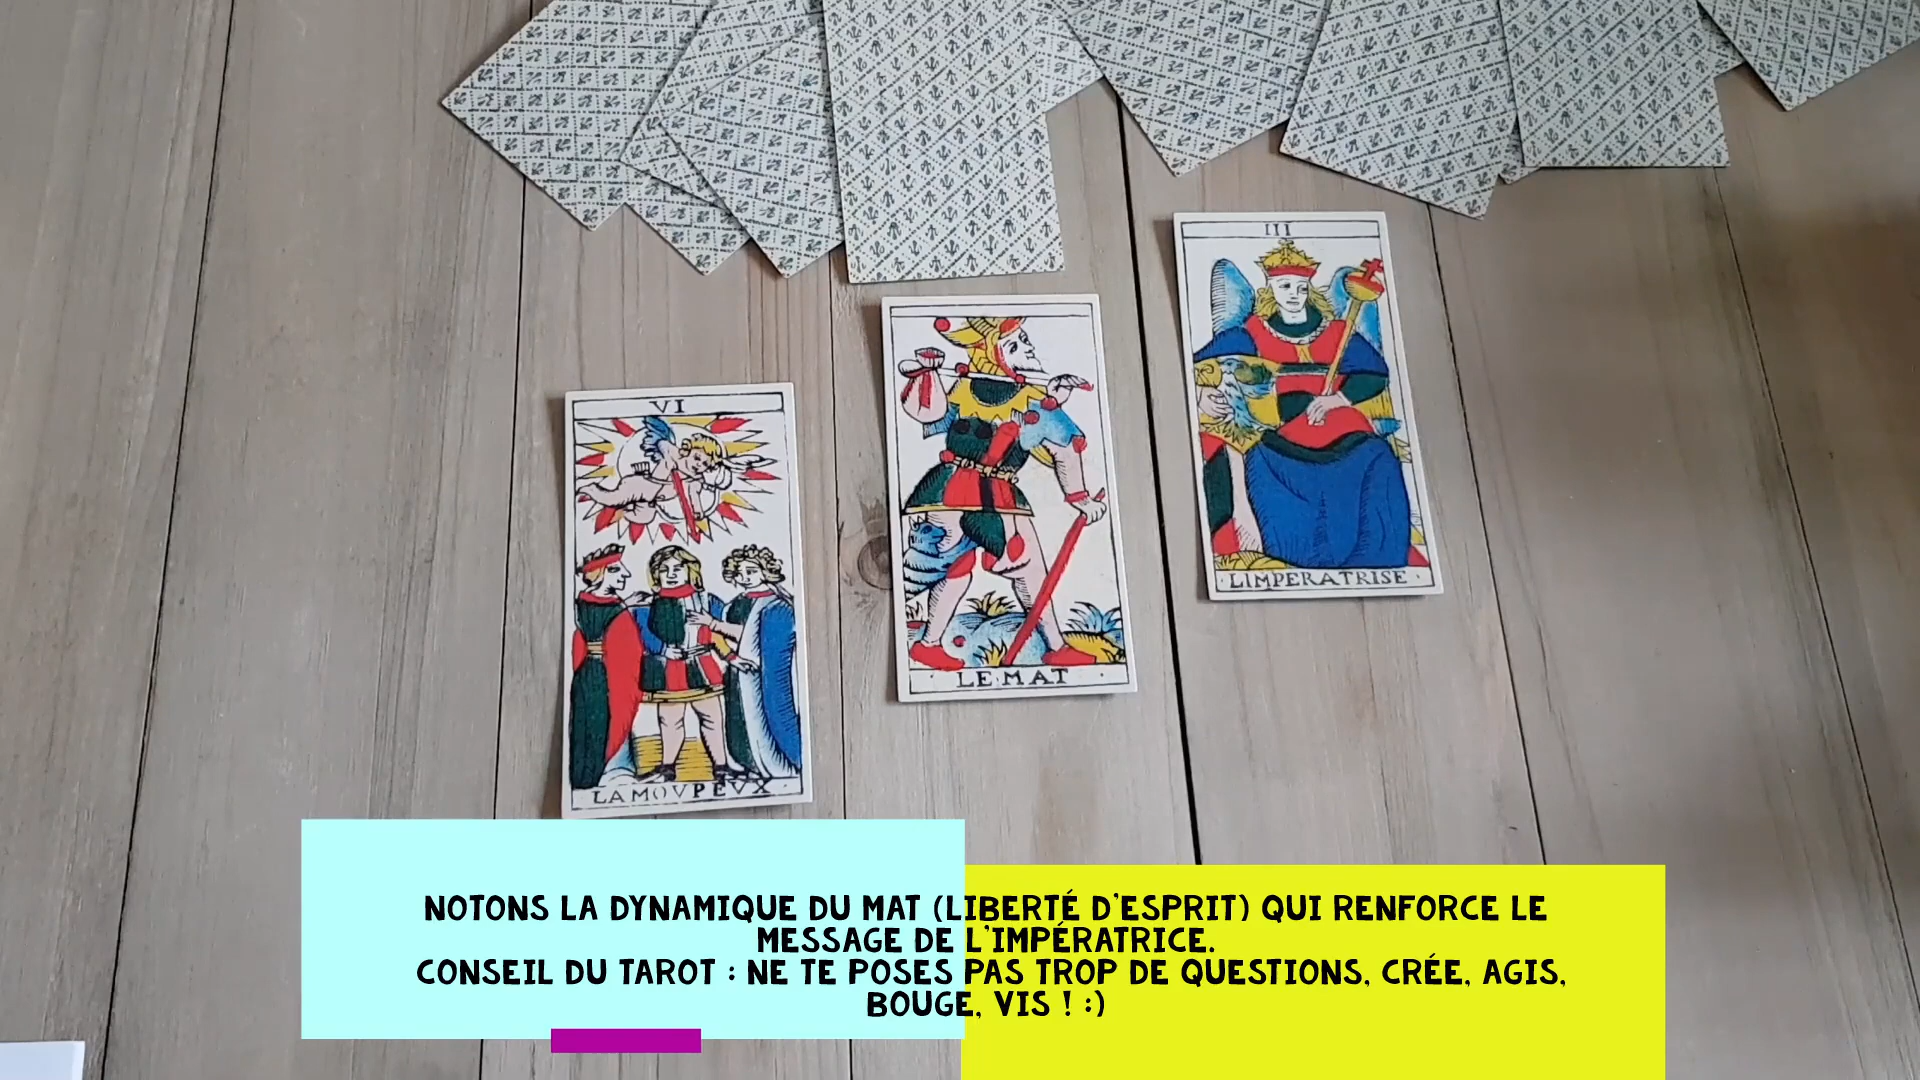 III
LIMPERATRISE
LE MAT
VI
LAMOVPEVX
NOTONS LA DYNAMIQUE DU MAT (LIBERTÉ D'ESPRIT) QUI RENFORCE LE
MESSAGE DE L'IMPÉRATRICE.
CONSEIL DU TAROT : NE TE POSES PAS TROP DE QUESTIONS, CRÉE, AGIS,
BOUGE, VIS ! :)